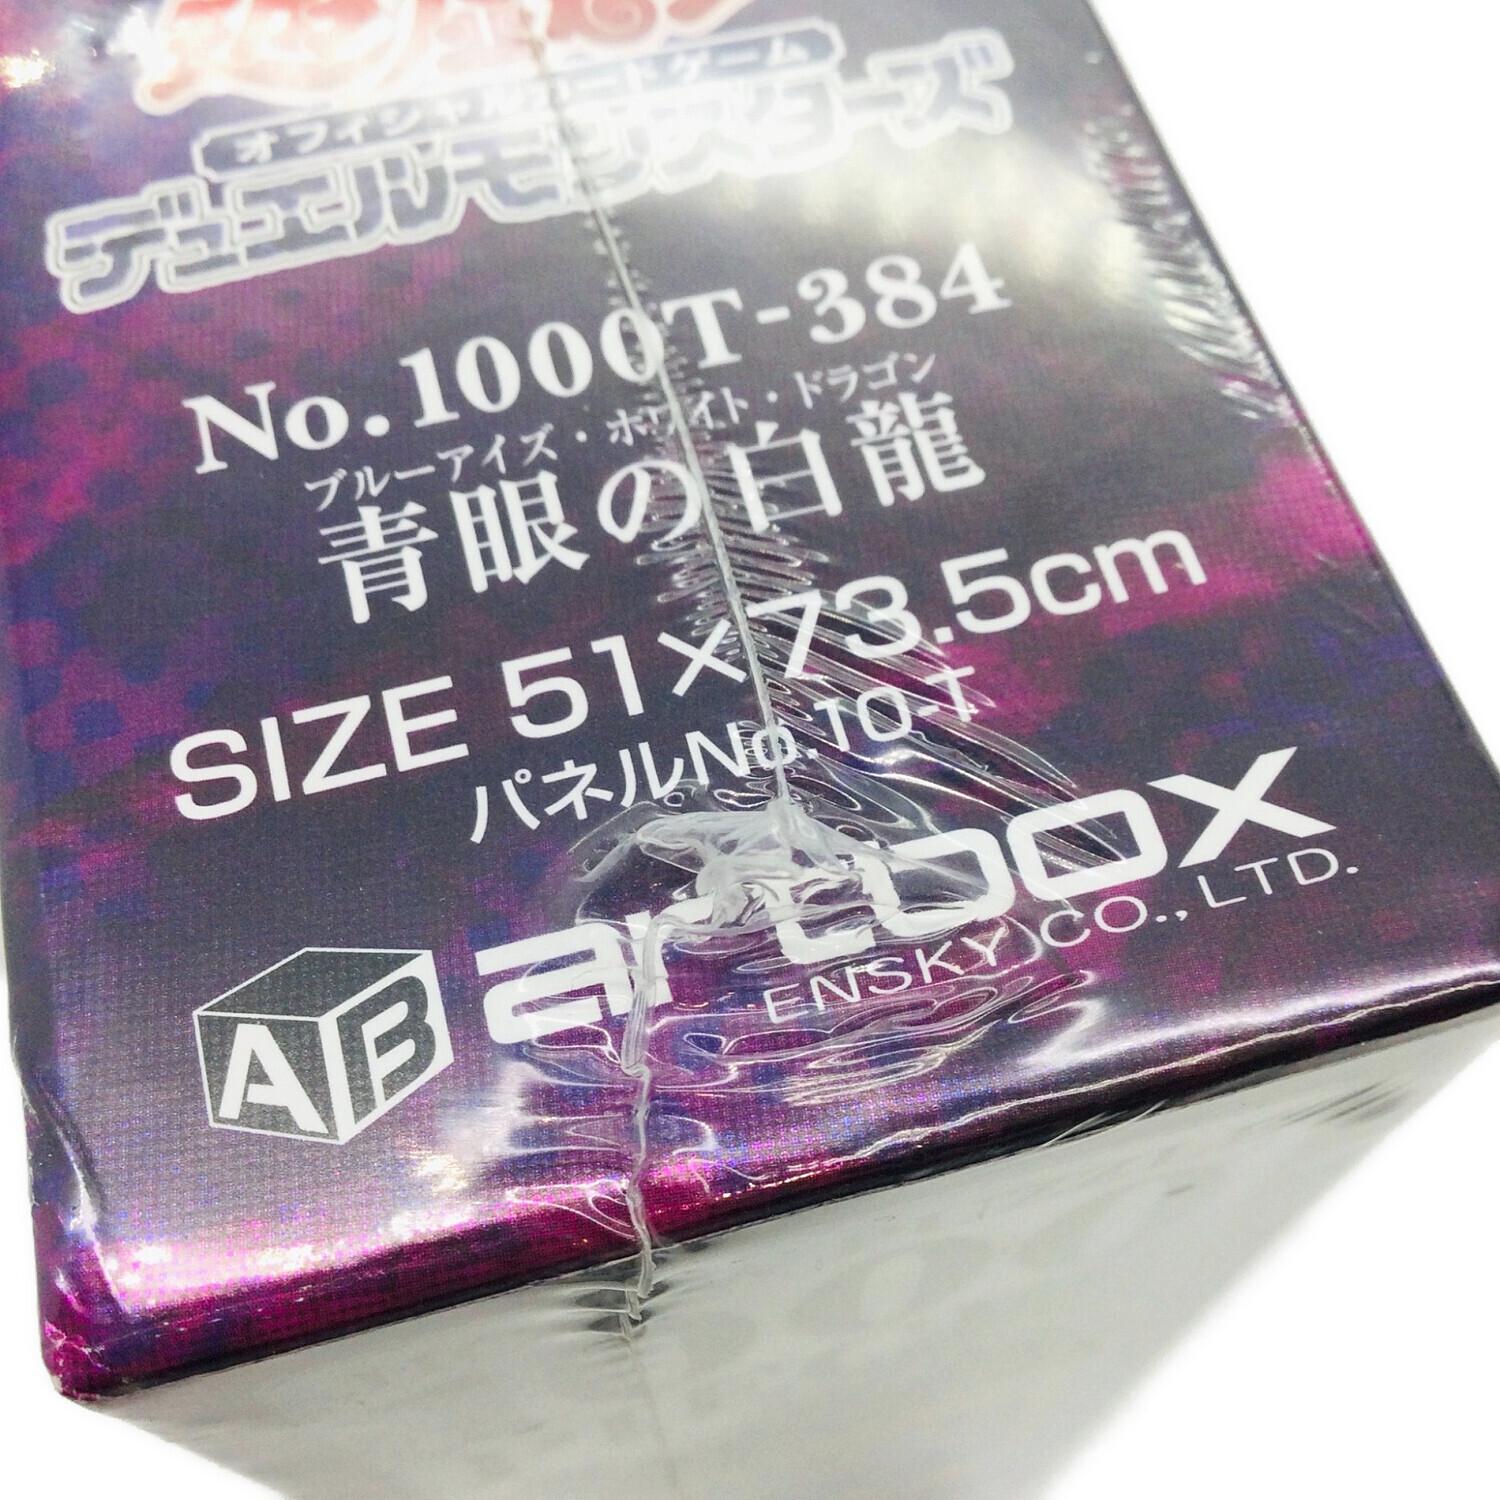 オフィシャルカードゲーム
デュエルモンスターズ
No.1000T-384
ブルーアイズ・ホワイト・ドラゴン
青眼の白龍
SIZE 51×73.5cm
パネルNo.10-T
AB artbox
ENSKY CO., LTD.